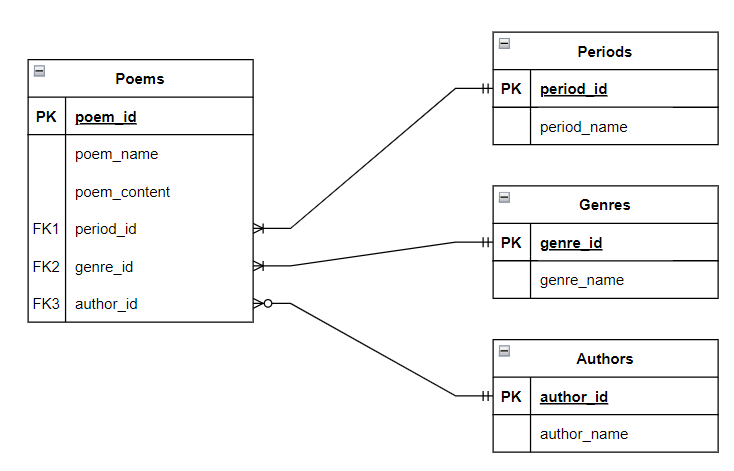 Poems
PK poem_id
poem_name
poem_content
FK1 period_id
FK2 genre_id
FK3 author_id
Periods
PK period_id
period_name
Genres
PK genre_id
genre_name
Authors
PK author_id
author_name